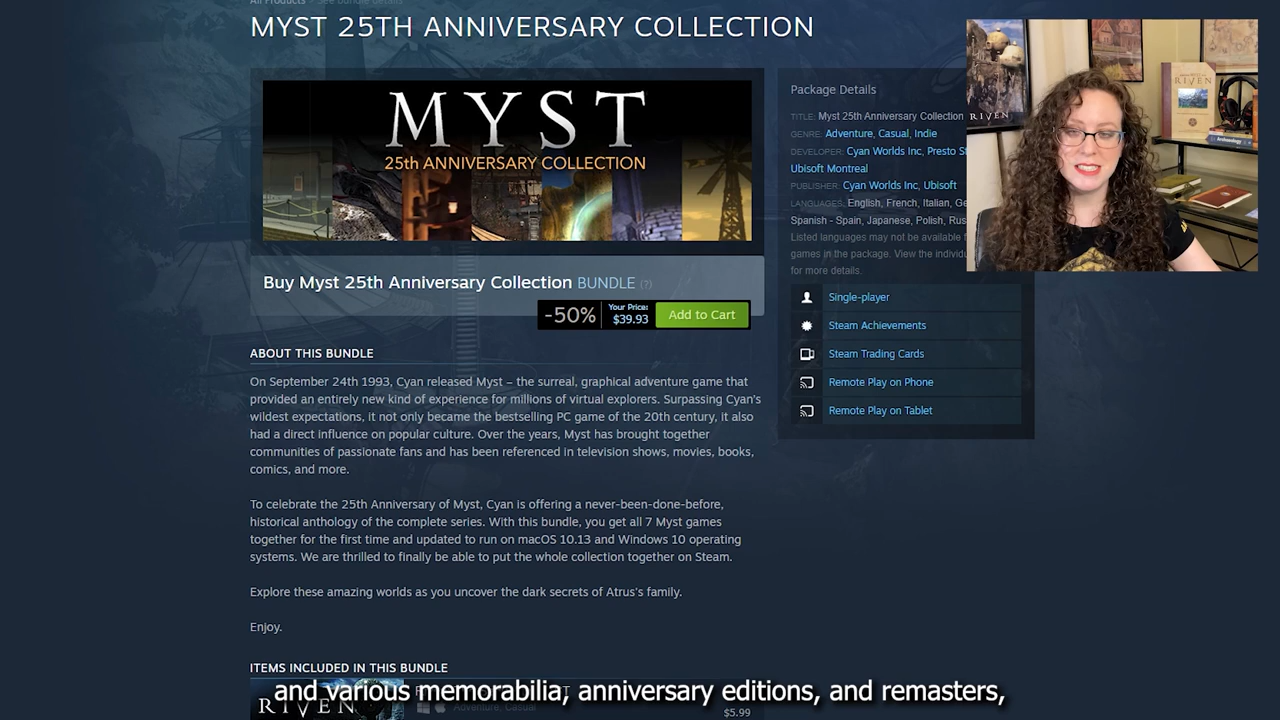 All Products > See bundle details
MYST 25TH ANNIVERSARY COLLECTION
MYST
25th ANNIVERSARY COLLECTION
Buy Myst 25th Anniversary Collection BUNDLE (?)
-50% Your Price: $39.93 Add to Cart
ABOUT THIS BUNDLE
On September 24th 1993, Cyan released Myst – the surreal, graphical adventure game that
provided an entirely new kind of experience for millions of virtual explorers. Surpassing Cyan's
wildest expectations, it not only became the bestselling PC game of the 20th century, it also
had a direct influence on popular culture. Over the years, Myst has brought together
communities of passionate fans and has been referenced in television shows, movies, books,
comics, and more.
To celebrate the 25th Anniversary of Myst, Cyan is offering a never-been-done-before,
historical anthology of the complete series. With this bundle, you get all 7 Myst games
together for the first time and updated to run on macOS 10.13 and Windows 10 operating
systems. We are thrilled to finally be able to put the whole collection together on Steam.
Explore these amazing worlds as you uncover the dark secrets of Atrus's family.
Enjoy.
ITEMS INCLUDED IN THIS BUNDLE
RIVEN
Adventure, Casual
$5.99
Package Details
TITLE: Myst 25th Anniversary Collection
GENRE: Adventure, Casual, Indie
DEVELOPER: Cyan Worlds Inc, Presto St
Ubisoft Montreal
PUBLISHER: Cyan Worlds Inc, Ubisoft
LANGUAGES: English, French, Italian, Ge
Spanish - Spain, Japanese, Polish, Rus
Listed languages may not be available f
games in the package. View the individu
for more details.
Single-player
Steam Achievements
Steam Trading Cards
Remote Play on Phone
Remote Play on Tablet
RIVEN
RIVEN
and various memorabilia, anniversary editions, and remasters,